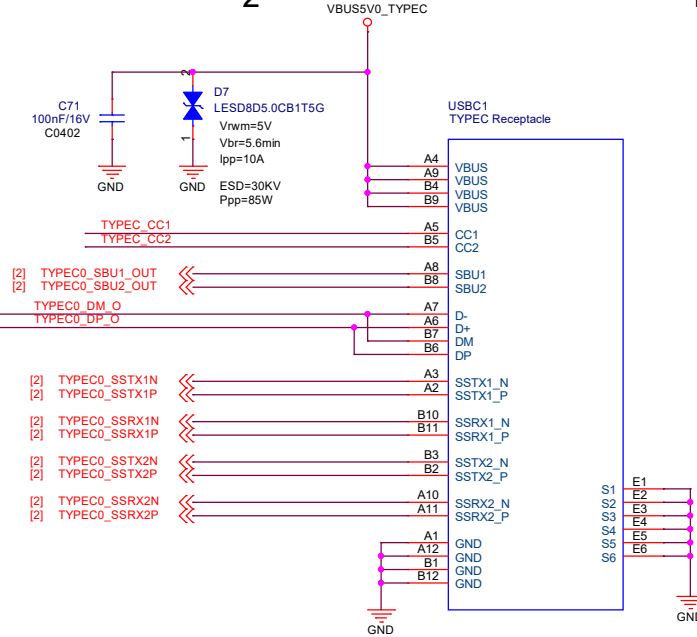 2
VBUS5V0_TYPEC
C71
100nF/16V
C0402
GND
2
1
D7
LESD8D5.0CB1T5G
Vrwm=5V
Vbr=5.6min
Ipp=10A
ESD=30KV
Ppp=85W
GND
USBC1
TYPEC Receptacle
A4 VBUS
A9 VBUS
B4 VBUS
B9 VBUS
TYPEC_CC1 A5 CC1
TYPEC_CC2 B5 CC2
[2] TYPEC0_SBU1_OUT A8 SBU1
[2] TYPEC0_SBU2_OUT B8 SBU2
TYPEC0_DM_O A7 D-
TYPEC0_DP_O A6 D+
B7 DM
B6 DP
[2] TYPEC0_SSTX1N A3 SSTX1_N
[2] TYPEC0_SSTX1P A2 SSTX1_P
[2] TYPEC0_SSRX1N B10 SSRX1_N
[2] TYPEC0_SSRX1P B11 SSRX1_P
[2] TYPEC0_SSTX2N B3 SSTX2_N
[2] TYPEC0_SSTX2P B2 SSTX2_P
[2] TYPEC0_SSRX2N A10 SSRX2_N
[2] TYPEC0_SSRX2P A11 SSRX2_P
A1 GND
A12 GND
B1 GND
B12 GND
GND
S1 E1
S2 E2
S3 E3
S4 E4
S5 E5
S6 E6
GND